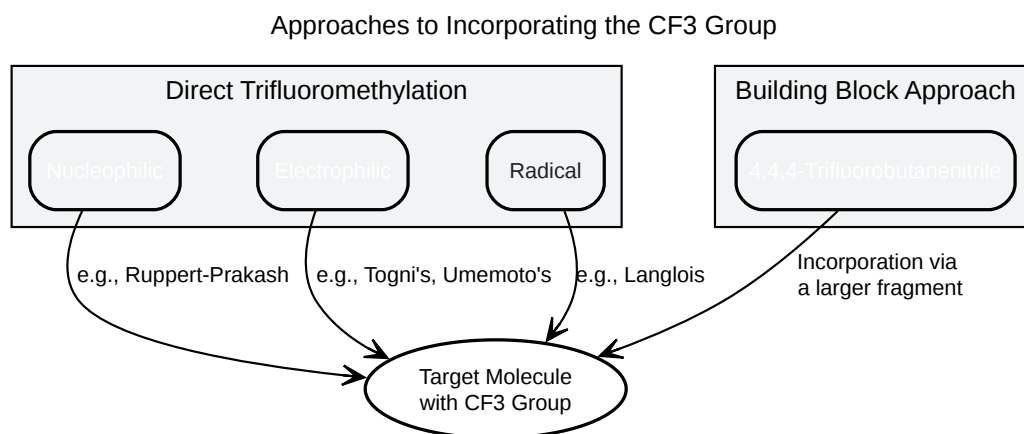 Approaches to Incorporating the CF3 Group
Direct Trifluoromethylation
Building Block Approach
Nucleophilic
Electrophilic
Radical
4,4,4-Trifluorobutanenitrile
e.g., Ruppert-Prakash
e.g., Togni's, Umemoto's
e.g., Langlois
Incorporation via
a larger fragment
Target Molecule
with CF3 Group